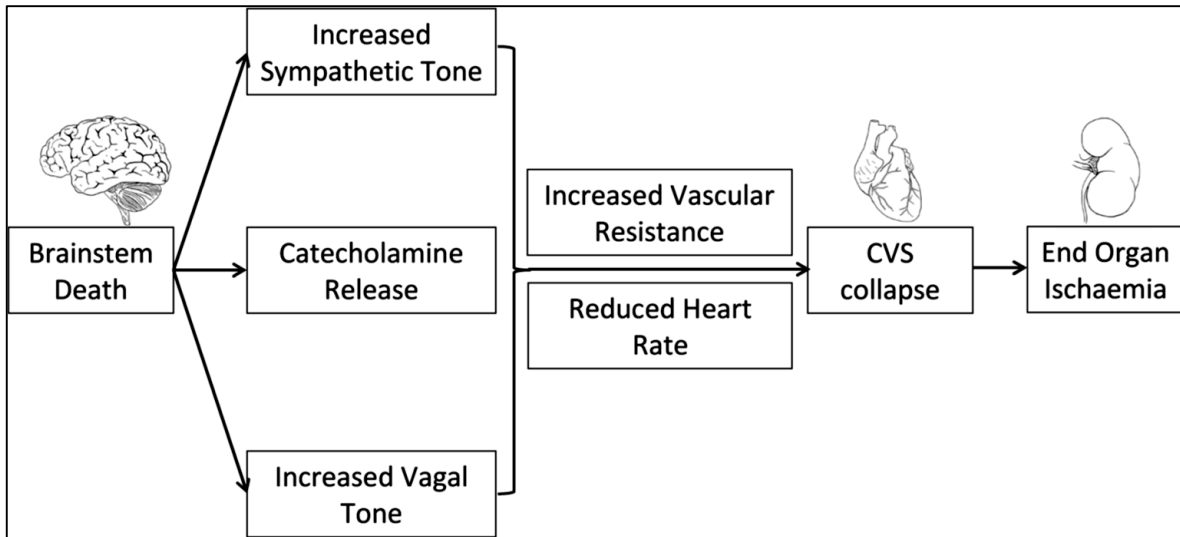 Increased
Sympathetic Tone
Brainstem
Death
Catecholamine
Release
Increased Vagal
Tone
Increased Vascular
Resistance
Reduced Heart
Rate
CVS
collapse
End Organ
Ischaemia